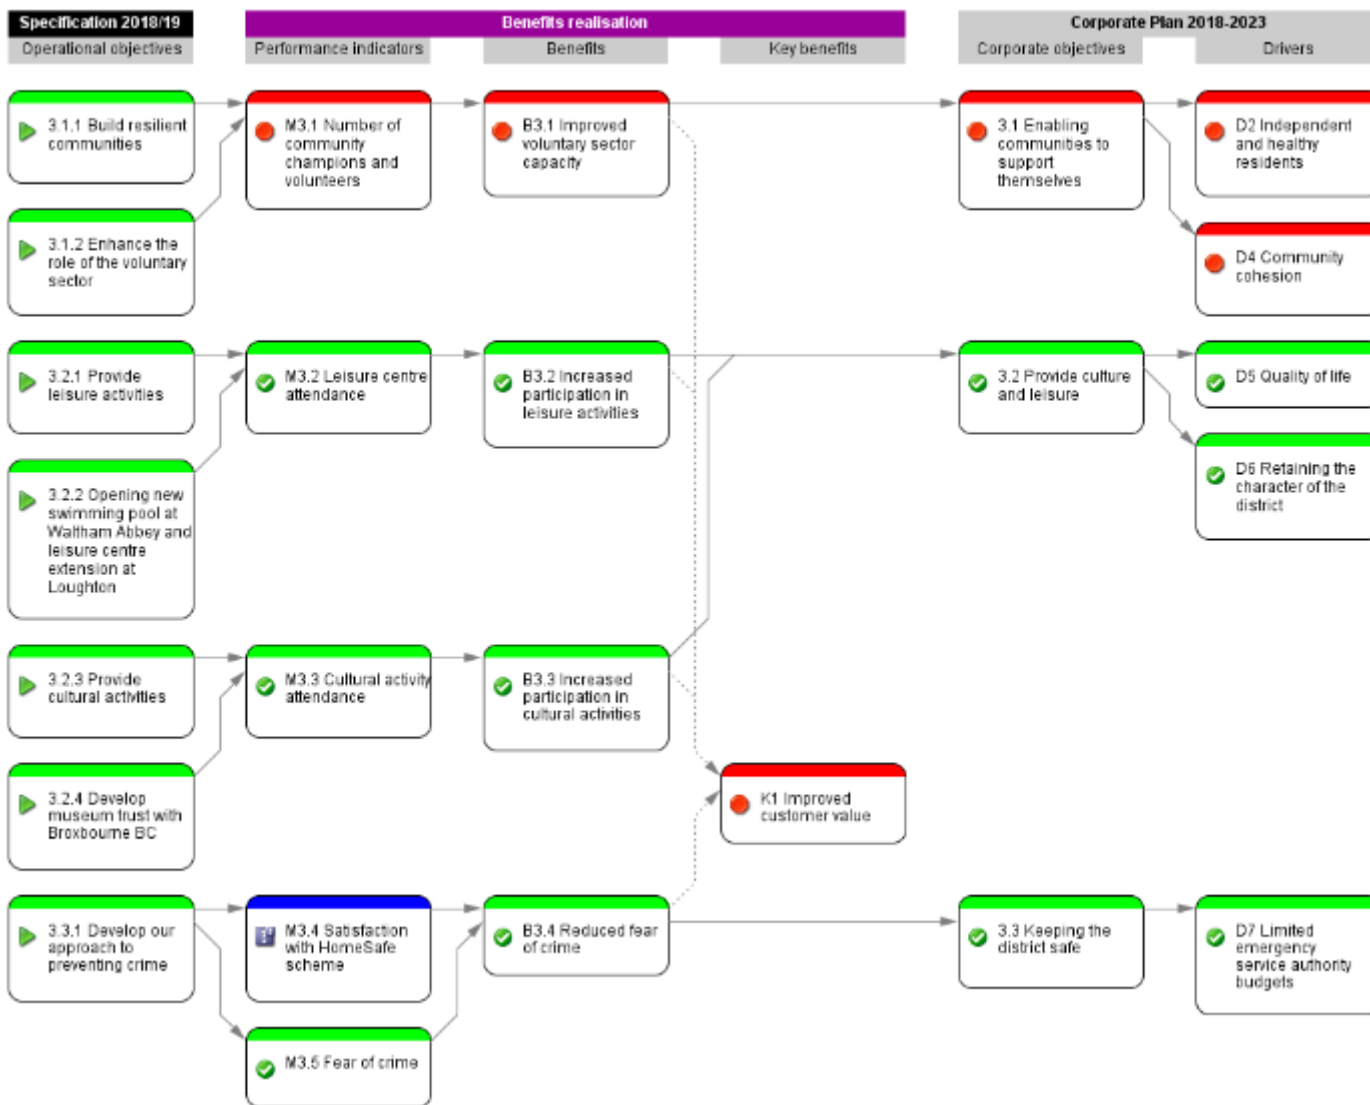 Specification 2018/19
Benefits realisation
Corporate Plan 2018-2023
Operational objectives
Performance indicators
Benefits
Key benefits
Corporate objectives
Drivers
3.1.1 Build resilient
communities
M3.1 Number of
community
champions and
volunteers
B3.1 Improved
voluntary sector
capacity
3.1 Enabling
communities to
support
themselves
D2 Independent
and healthy
residents
3.1.2 Enhance the
role of the voluntary
sector
D4 Community
cohesion
3.2.1 Provide
leisure activities
M3.2 Leisure centre
attendance
B3.2 Increased
participation in
leisure activities
3.2 Provide culture
and leisure
D5 Quality of life
D6 Retaining the
character of the
district
3.2.2 Opening new
swimming pool at
Waltham Abbey and
leisure centre
extension at
Loughton
3.2.3 Provide
cultural activities
M3.3 Cultural activity
attendance
B3.3 Increased
participation in
cultural activities
3.2.4 Develop
museum trust with
Broxbourne BC
K1 Improved
customer value
3.3.1 Develop our
approach to
preventing crime
M3.4 Satisfaction
with HomeSafe
scheme
B3.4 Reduced fear
of crime
3.3 Keeping the
district safe
D7 Limited
emergency
service authority
budgets
M3.5 Fear of crime